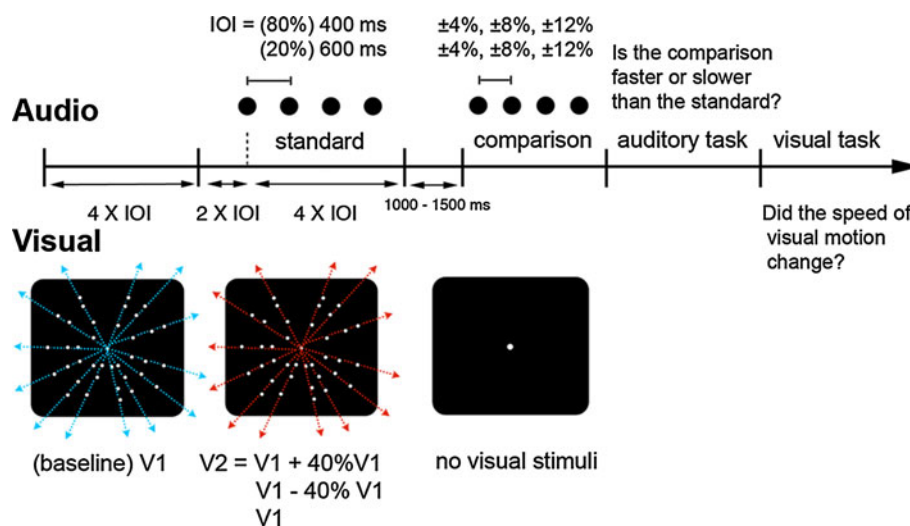 IOI = (80%) 400 ms
(20%) 600 ms
±4%, ±8%, ±12%
±4%, ±8%, ±12%
Is the comparison
faster or slower
than the standard?
Audio
standard
comparison
auditory task
visual task
4 X IOI
2 X IOI
4 X IOI
1000 - 1500 ms
Did the speed of
visual motion
change?
Visual
(baseline) V1
V2 = V1 + 40%V1
V1 - 40% V1
V1
no visual stimuli